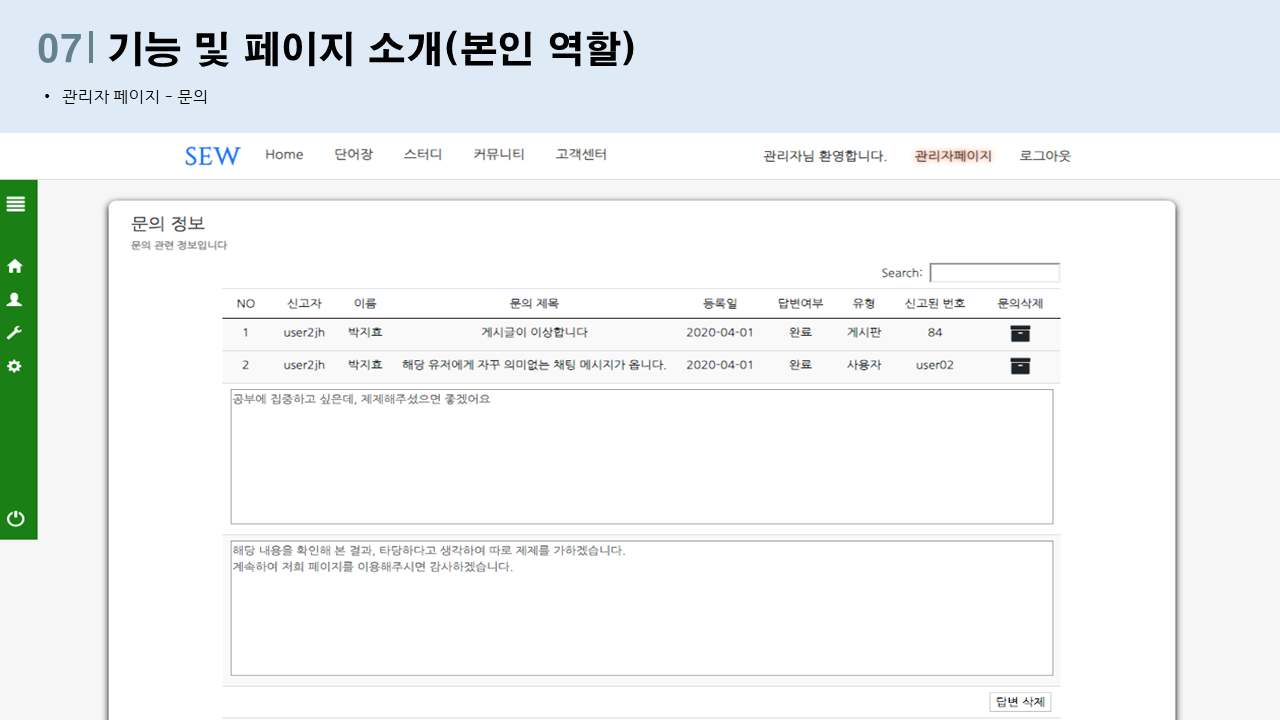 07| 기능 및 페이지 소개(본인 역할)
• 관리자 페이지 – 문의
SEW Home 단어장 스터디 커뮤니티 고객센터 관리자님 환영합니다. 관리자페이지 로그아웃
문의 정보
문의 관련 정보입니다
Search:
NO 신고자 이름 문의 제목 등록일 답변여부 유형 신고된 번호 문의삭제
1 user2jh 박지효 게시글이 이상합니다 2020-04-01 완료 게시판 84
2 user2jh 박지효 해당 유저에게 자꾸 의미없는 채팅 메시지가 옵니다. 2020-04-01 완료 사용자 user02
공부에 집중하고 싶은데, 제제해주셨으면 좋겠어요
해당 내용을 확인해 본 결과, 타당하다고 생각하여 따로 제제를 가하겠습니다.
계속하여 저희 페이지를 이용해주시면 감사하겠습니다.
답변 삭제